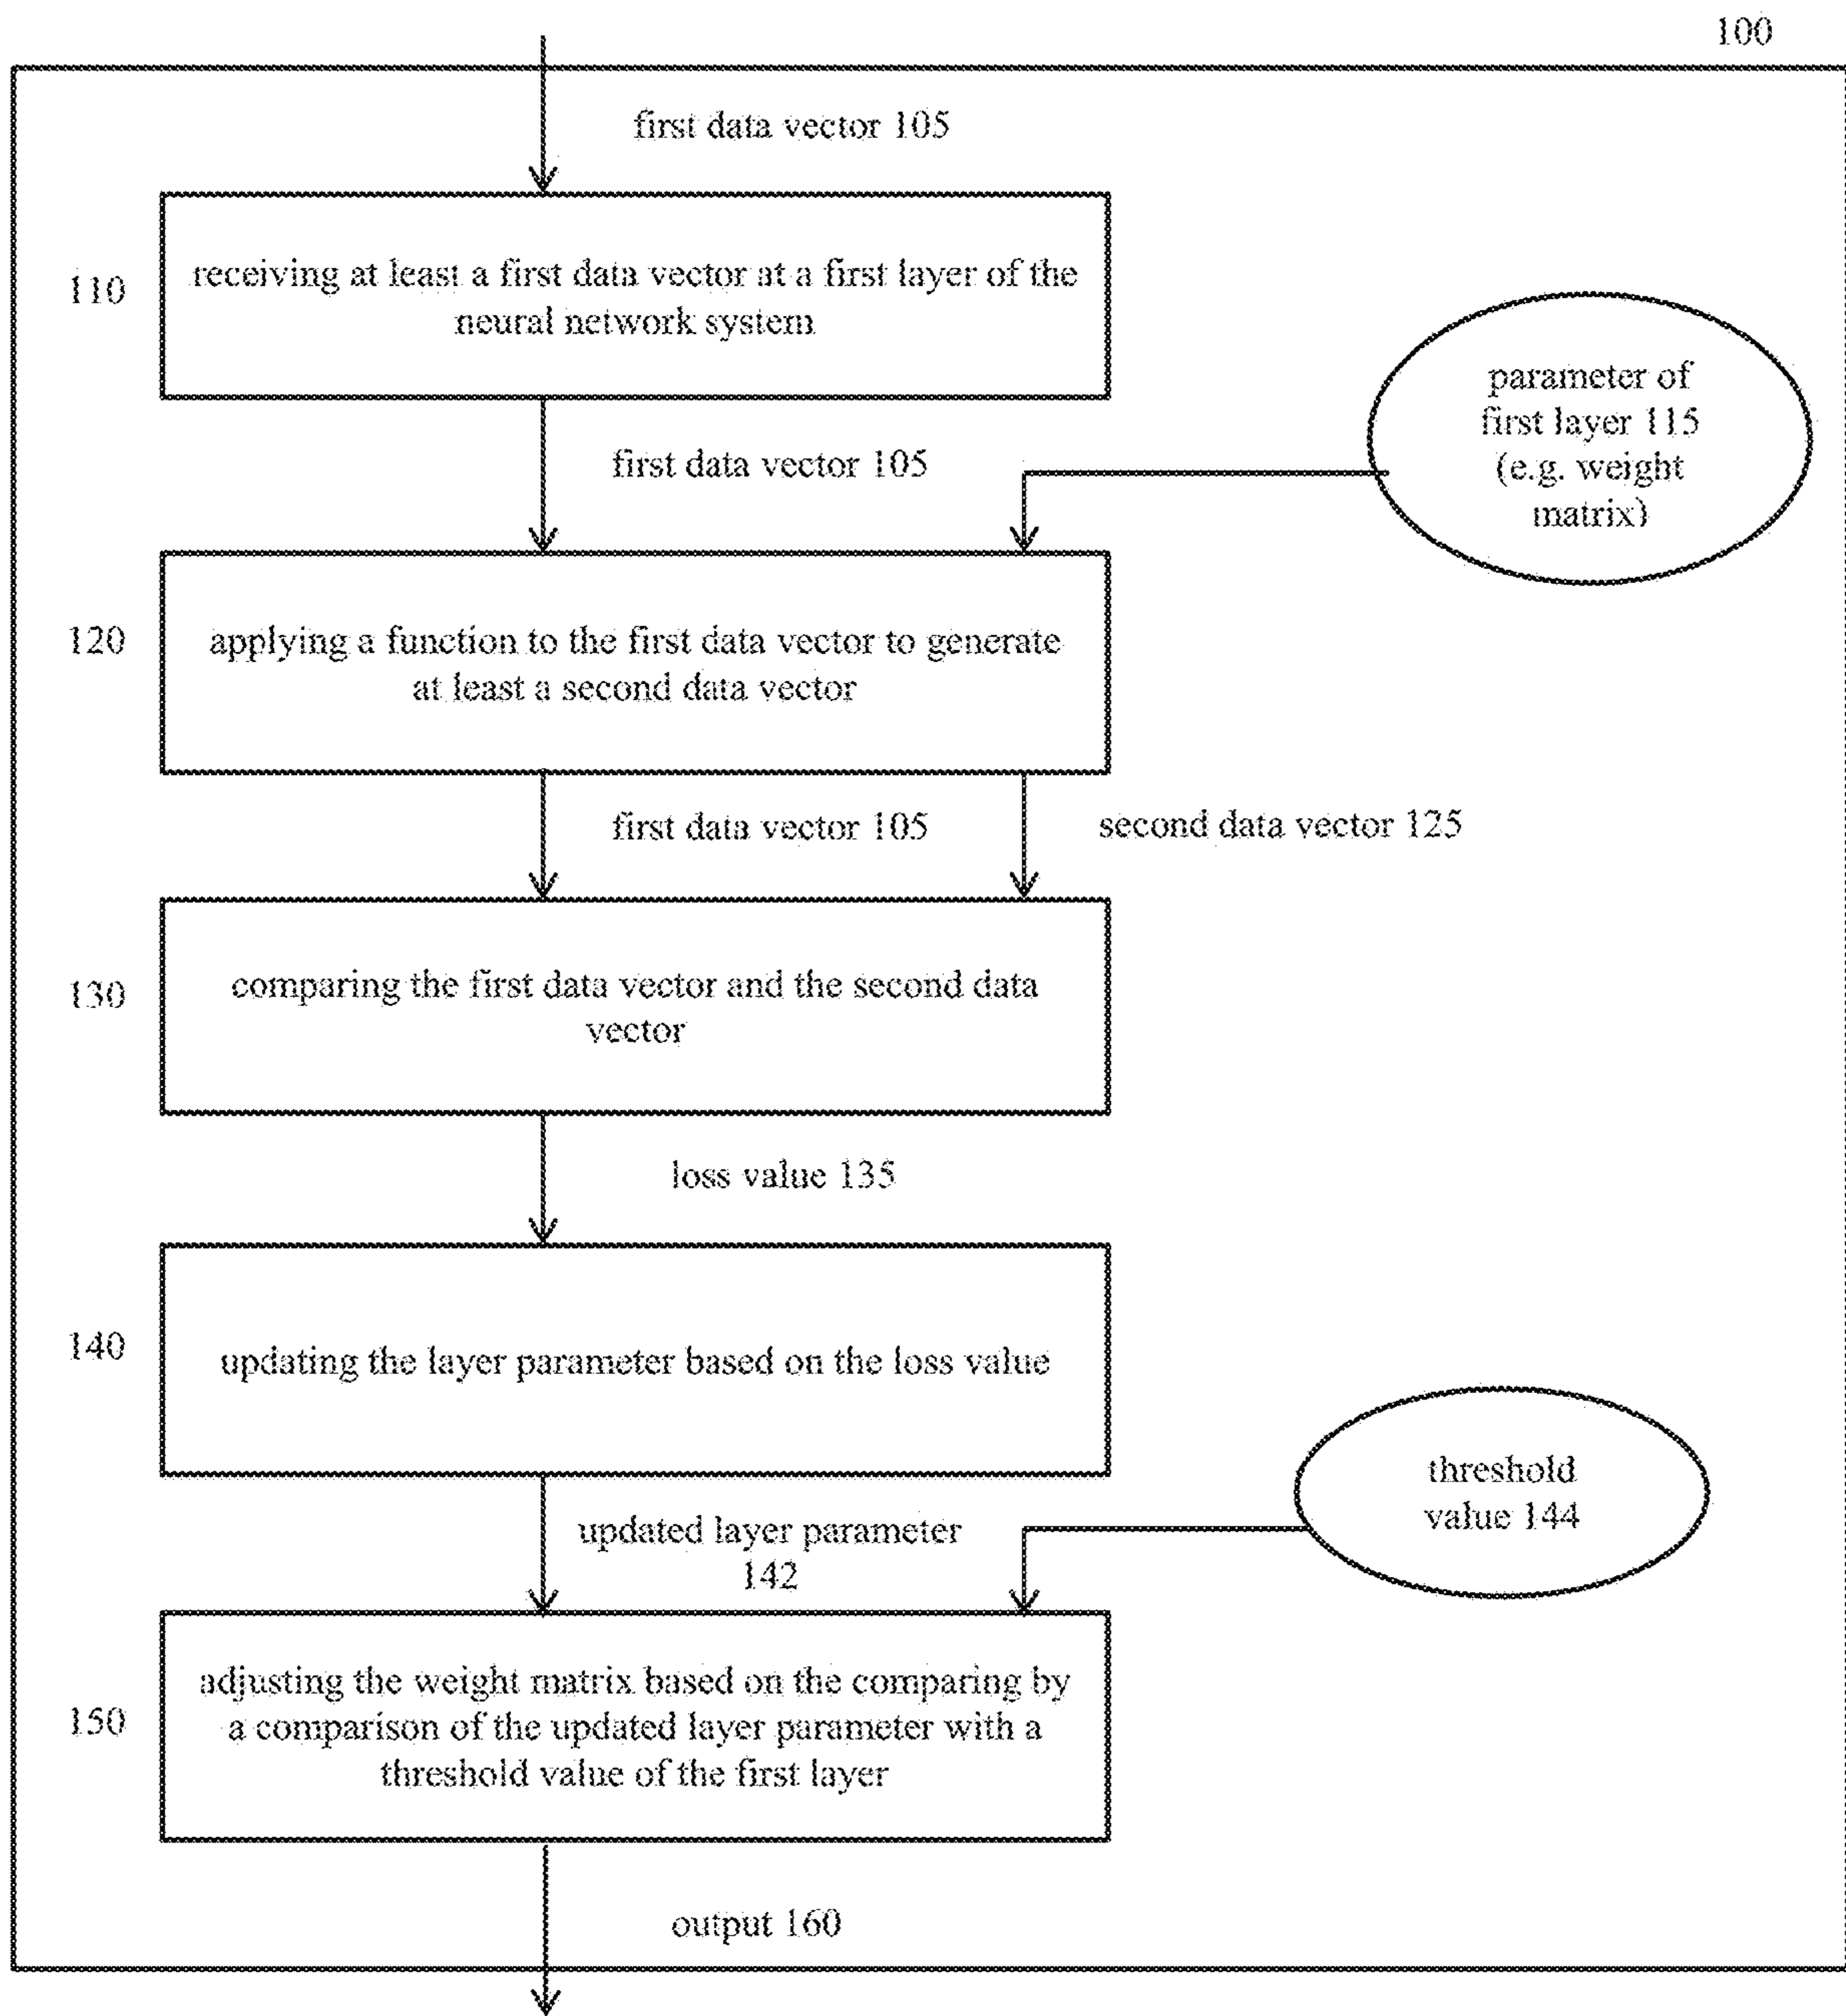 100
first data vector 105
110
receiving at least a first data vector at a first layer of the
neural network system
parameter of
first layer 115
(e.g. weight
matrix)
first data vector 105
120
applying a function to the first data vector to generate
at least a second data vector
first data vector 105
second data vector 125
130
comparing the first data vector and the second data
vector
loss value 135
140
updating the layer parameter based on the loss value
threshold
value 144
updated layer parameter
142
150
adjusting the weight matrix based on the comparing by
a comparison of the updated layer parameter with a
threshold value of the first layer
output 160